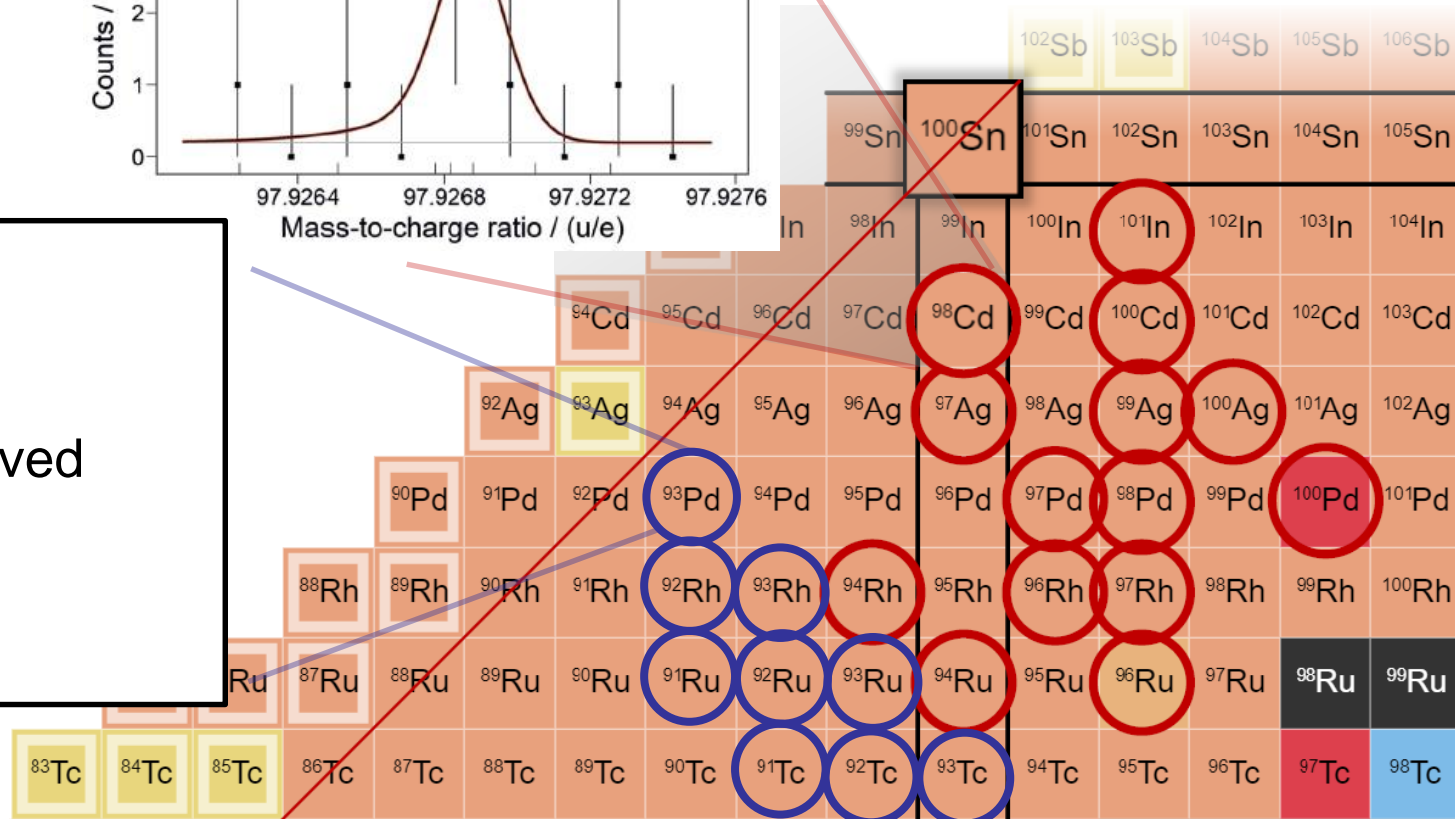 Counts /
2
1
0
97.9264 97.9268 97.9272 97.9276
Mass-to-charge ratio / (u/e)
ved
102Sb 103Sb 104Sb 105Sb 106Sb
99Sn 100Sn 101Sn 102Sn 103Sn 104Sn 105Sn
In 98In 99In 100In 101In 102In 103In 104In
94Cd 95Cd 96Cd 97Cd 98Cd 99Cd 100Cd 101Cd 102Cd 103Cd
92Ag 93Ag 94Ag 95Ag 96Ag 97Ag 98Ag 99Ag 100Ag 101Ag 102Ag
90Pd 91Pd 92Pd 93Pd 94Pd 95Pd 96Pd 97Pd 98Pd 99Pd 100Pd 101Pd
88Rh 89Rh 90Rh 91Rh 92Rh 93Rh 94Rh 95Rh 96Rh 97Rh 98Rh 99Rh 100Rh
Ru 87Ru 88Ru 89Ru 90Ru 91Ru 92Ru 93Ru 94Ru 95Ru 96Ru 97Ru 98Ru 99Ru
83Tc 84Tc 85Tc 86Tc 87Tc 88Tc 89Tc 90Tc 91Tc 92Tc 93Tc 94Tc 95Tc 96Tc 97Tc 98Tc